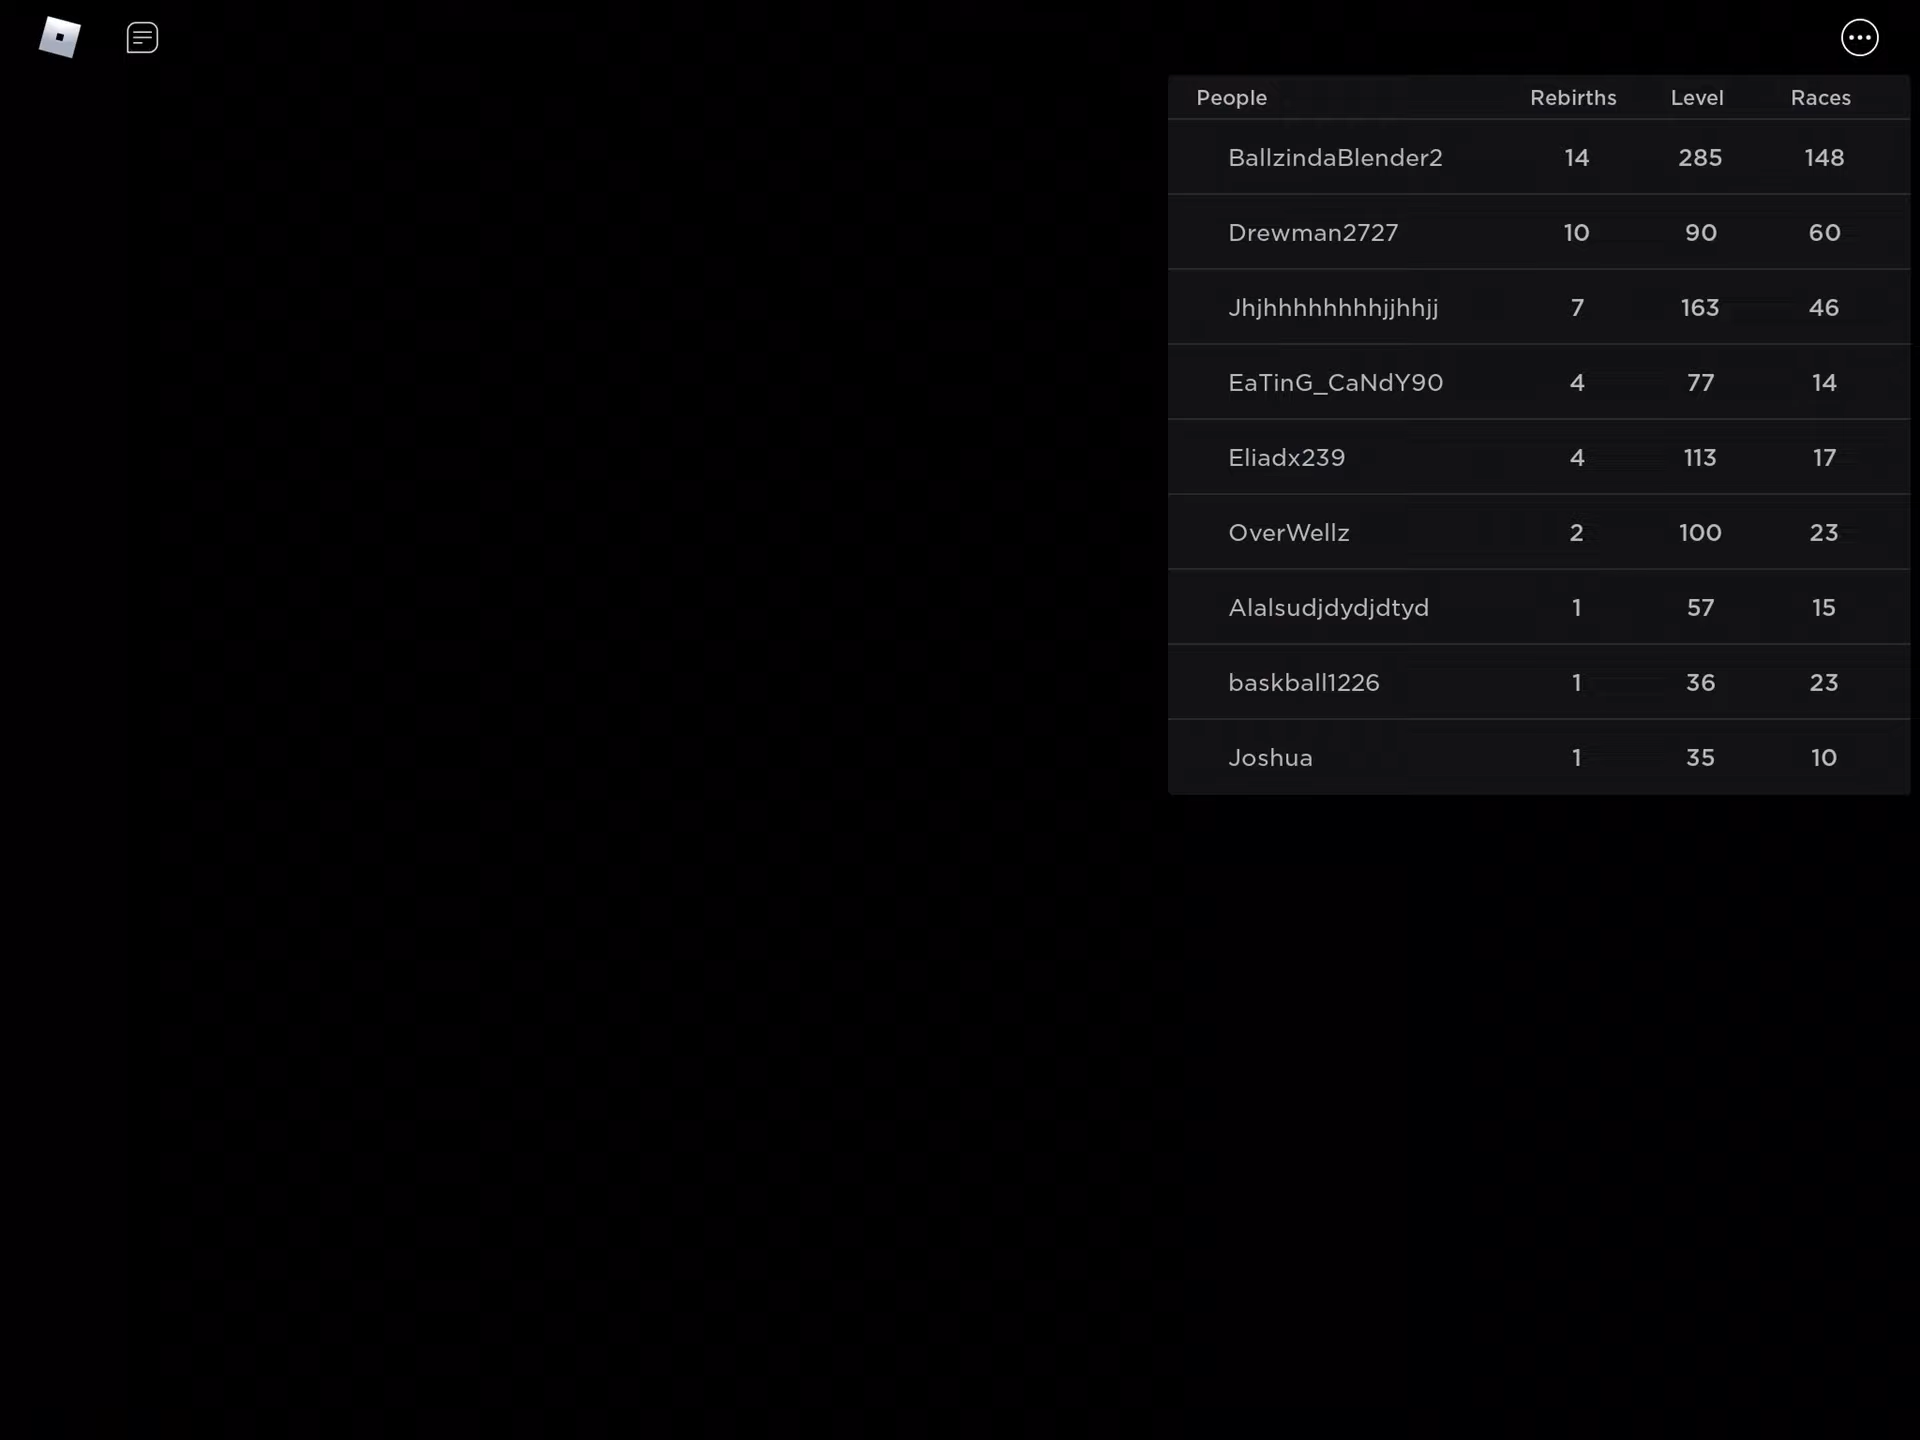 People Rebirths Level Races
BallzindaBlender2 14 285 148
Drewman2727 10 90 60
Jhjhhhhhhhhjjhhjj 7 163 46
EaTinG_CaNdY90 4 77 14
Eliadx239 4 113 17
OverWellz 2 100 23
Alalsudjdydjdtyd 1 57 15
baskball1226 1 36 23
Joshua 1 35 10